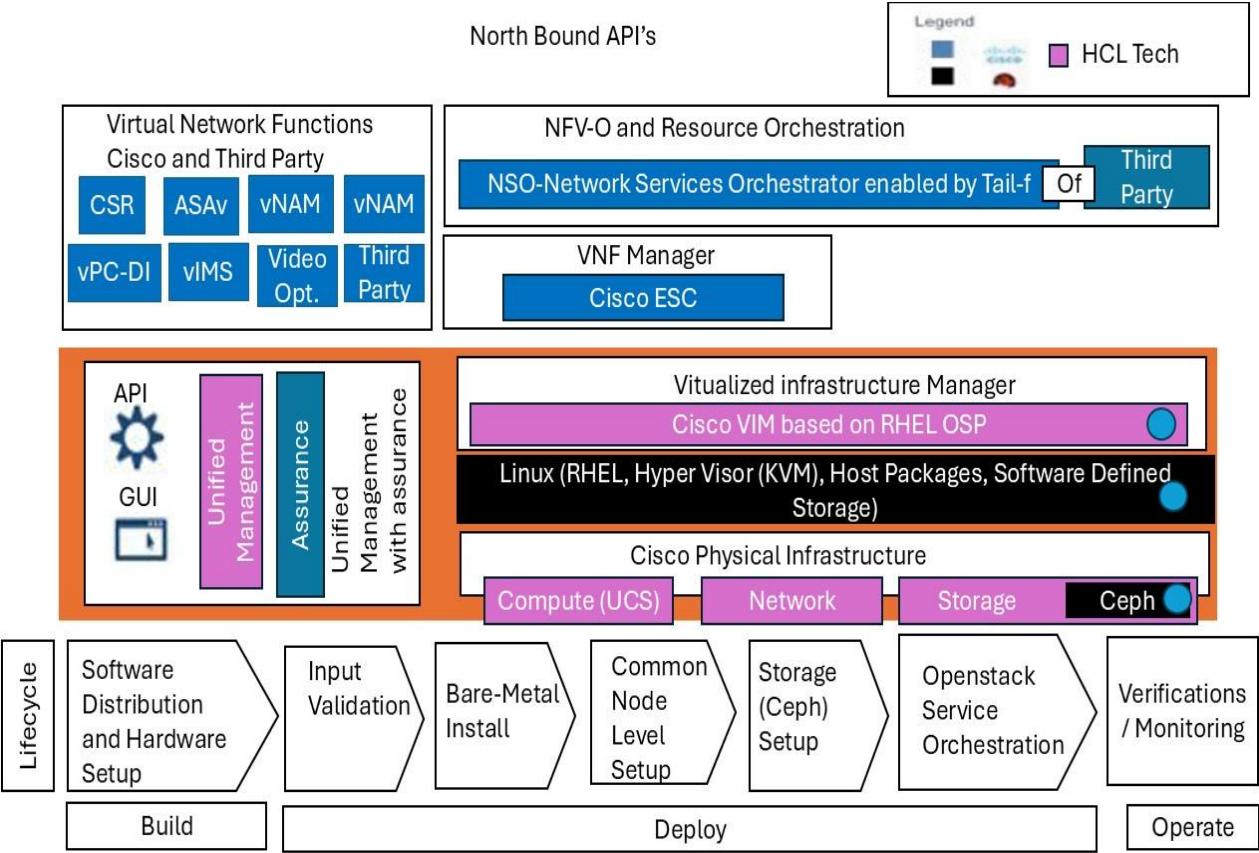 North Bound API's
Legend
CISCO
HCL Tech
Virtual Network Functions
Cisco and Third Party
CSR
ASAv
vNAM
vNAM
vPC-DI
vIMS
Video
Opt.
Third
Party
NFV-O and Resource Orchestration
NSO-Network Services Orchestrator enabled by Tail-f
Of
Third
Party
VNF Manager
Cisco ESC
API
GUI
Unified
Management
Assurance
Unified
Management
with assurance
Vitualized infrastructure Manager
Cisco VIM based on RHEL OSP
Linux (RHEL, Hyper Visor (KVM), Host Packages, Software Defined
Storage)
Cisco Physical Infrastructure
Compute (UCS)
Network
Storage
Ceph
Lifecycle
Software
Distribution
and Hardware
Setup
Input
Validation
Bare-Metal
Install
Common
Node
Level
Setup
Storage
(Ceph)
Setup
Openstack
Service
Orchestration
Verifications
/ Monitoring
Build
Deploy
Operate